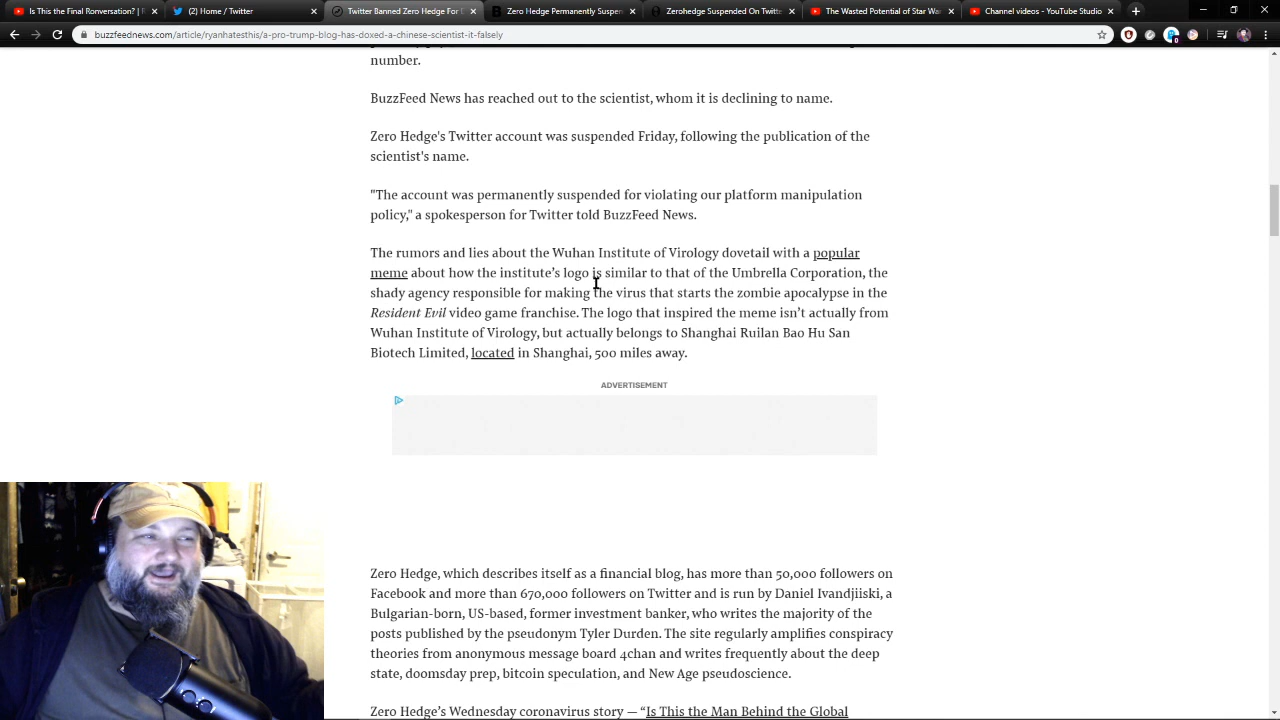 Is This the Final Conversation? |
(2) Home / Twitter
Twitter Banned Zero Hedge For D
Zero Hedge Permanently Suspen
Zerohedge Suspended On Twitte
The Wasted Potential of Star Wa
Channel videos - YouTube Studio
buzzfeednews.com/article/ryanhatesthis/a-pro-trump-blog-has-doxed-a-chinese-scientist-it-falsely
number.
BuzzFeed News has reached out to the scientist, whom it is declining to name.
Zero Hedge's Twitter account was suspended Friday, following the publication of the
scientist's name.
"The account was permanently suspended for violating our platform manipulation
policy," a spokesperson for Twitter told BuzzFeed News.
The rumors and lies about the Wuhan Institute of Virology dovetail with a popular
meme about how the institute’s logo is similar to that of the Umbrella Corporation, the
shady agency responsible for making the virus that starts the zombie apocalypse in the
Resident Evil video game franchise. The logo that inspired the meme isn’t actually from
Wuhan Institute of Virology, but actually belongs to Shanghai Ruilan Bao Hu San
Biotech Limited, located in Shanghai, 500 miles away.
ADVERTISEMENT
Zero Hedge, which describes itself as a financial blog, has more than 50,000 followers on
Facebook and more than 670,000 followers on Twitter and is run by Daniel Ivandjiiski, a
Bulgarian-born, US-based, former investment banker, who writes the majority of the
posts published by the pseudonym Tyler Durden. The site regularly amplifies conspiracy
theories from anonymous message board 4chan and writes frequently about the deep
state, doomsday prep, bitcoin speculation, and New Age pseudoscience.
Zero Hedge’s Wednesday coronavirus story — “Is This the Man Behind the Global